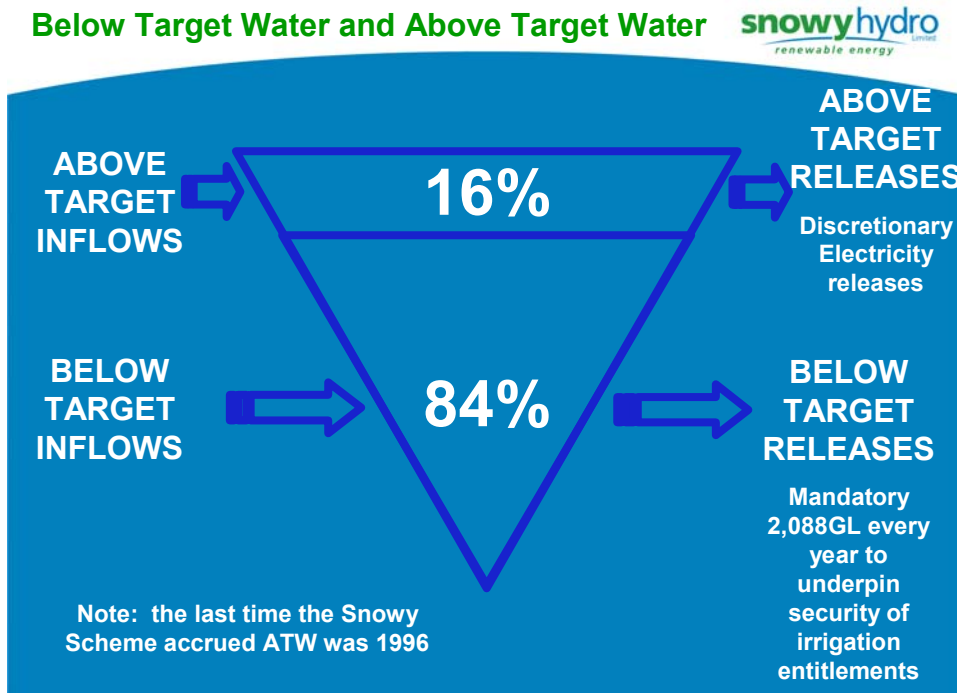 Below Target Water and Above Target Water
snowyhydro
Limited
renewable energy
ABOVE
TARGET
INFLOWS
16%
ABOVE
TARGET
RELEASES
Discretionary
Electricity
releases
BELOW
TARGET
INFLOWS
84%
BELOW
TARGET
RELEASES
Mandatory
2,088GL every
year to
underpin
security of
irrigation
entitlements
Note: the last time the Snowy
Scheme accrued ATW was 1996